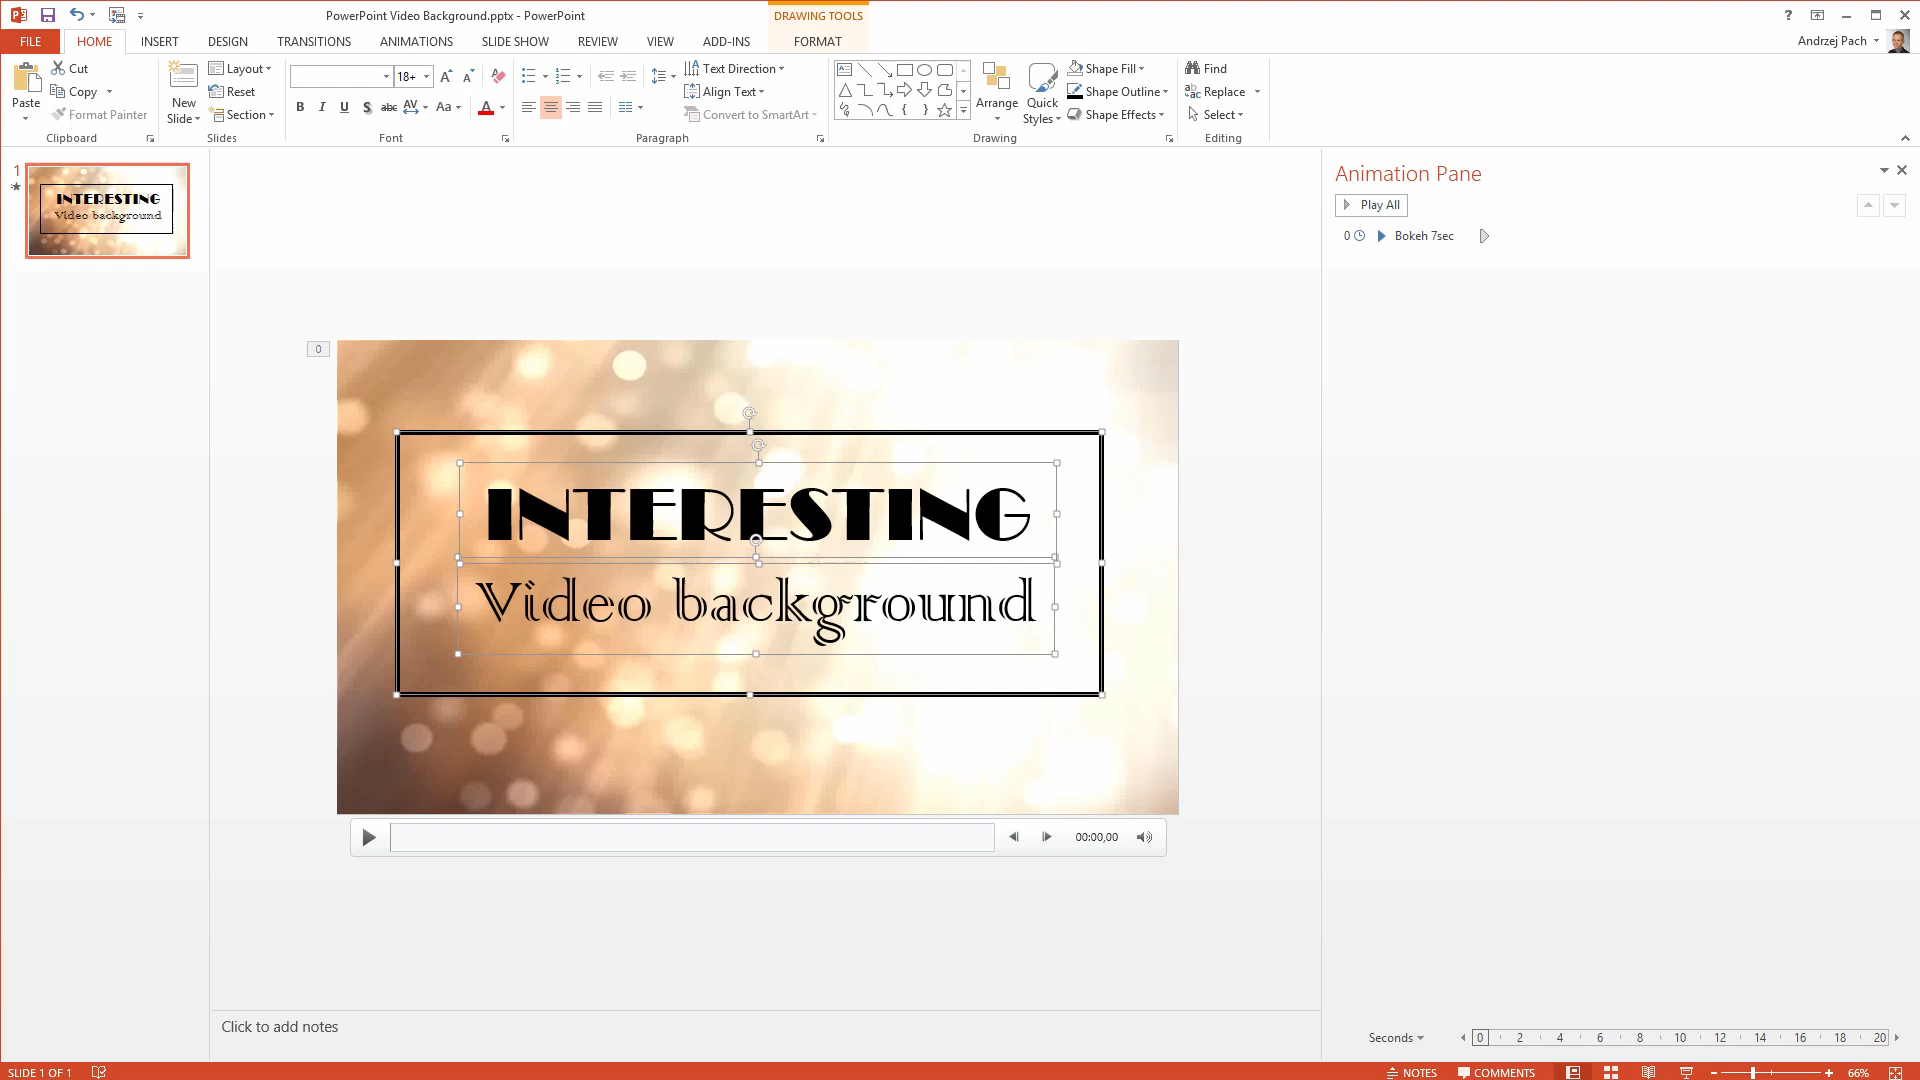 PowerPoint Video Background.pptx - PowerPoint
DRAWING TOOLS
?
FILE HOME INSERT DESIGN TRANSITIONS ANIMATIONS SLIDE SHOW REVIEW VIEW ADD-INS FORMAT
Andrzej Pach
Paste
Cut
Copy
Format Painter
Clipboard
New Slide
Layout
Reset
Section
Slides
18+
B I U S abc AV Aa A
Font
Text Direction
Align Text
Convert to SmartArt
Paragraph
Arrange
Quick Styles
Shape Fill
Shape Outline
Shape Effects
Drawing
Find
Replace
Select
Editing
1
INTERESTING
Video background
0
INTERESTING
Video background
00:00,00
Click to add notes
Animation Pane
Play All
0 Bokeh 7sec
Seconds 0 2 4 6 8 10 12 14 16 18 20
SLIDE 1 OF 1
NOTES COMMENTS 66%